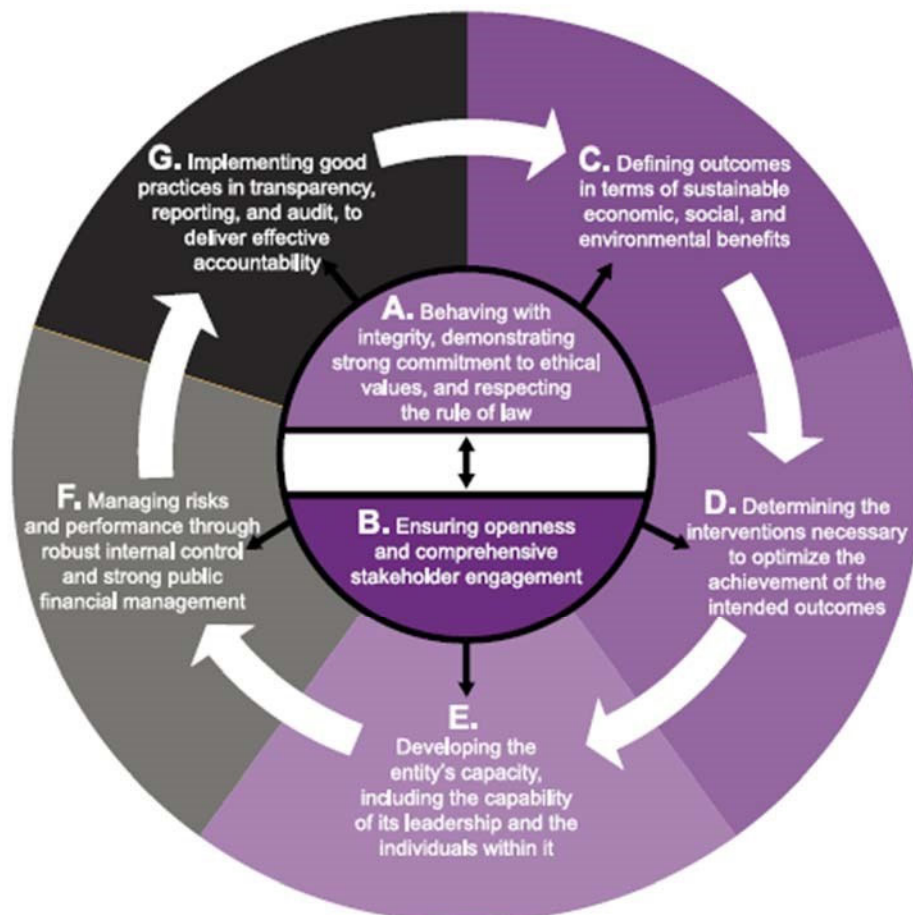 A. Behaving with
integrity, demonstrating
strong commitment to ethical
values, and respecting
the rule of law
B. Ensuring openness
and comprehensive
stakeholder engagement
C. Defining outcomes
in terms of sustainable
economic, social, and
environmental benefits
D. Determining the
interventions necessary
to optimize the
achievement of the
intended outcomes
E.
Developing the
entity's capacity,
including the capability
of its leadership and the
individuals within it
F. Managing risks
and performance through
robust internal control
and strong public
financial management
G. Implementing good
practices in transparency,
reporting, and audit, to
deliver effective
accountability